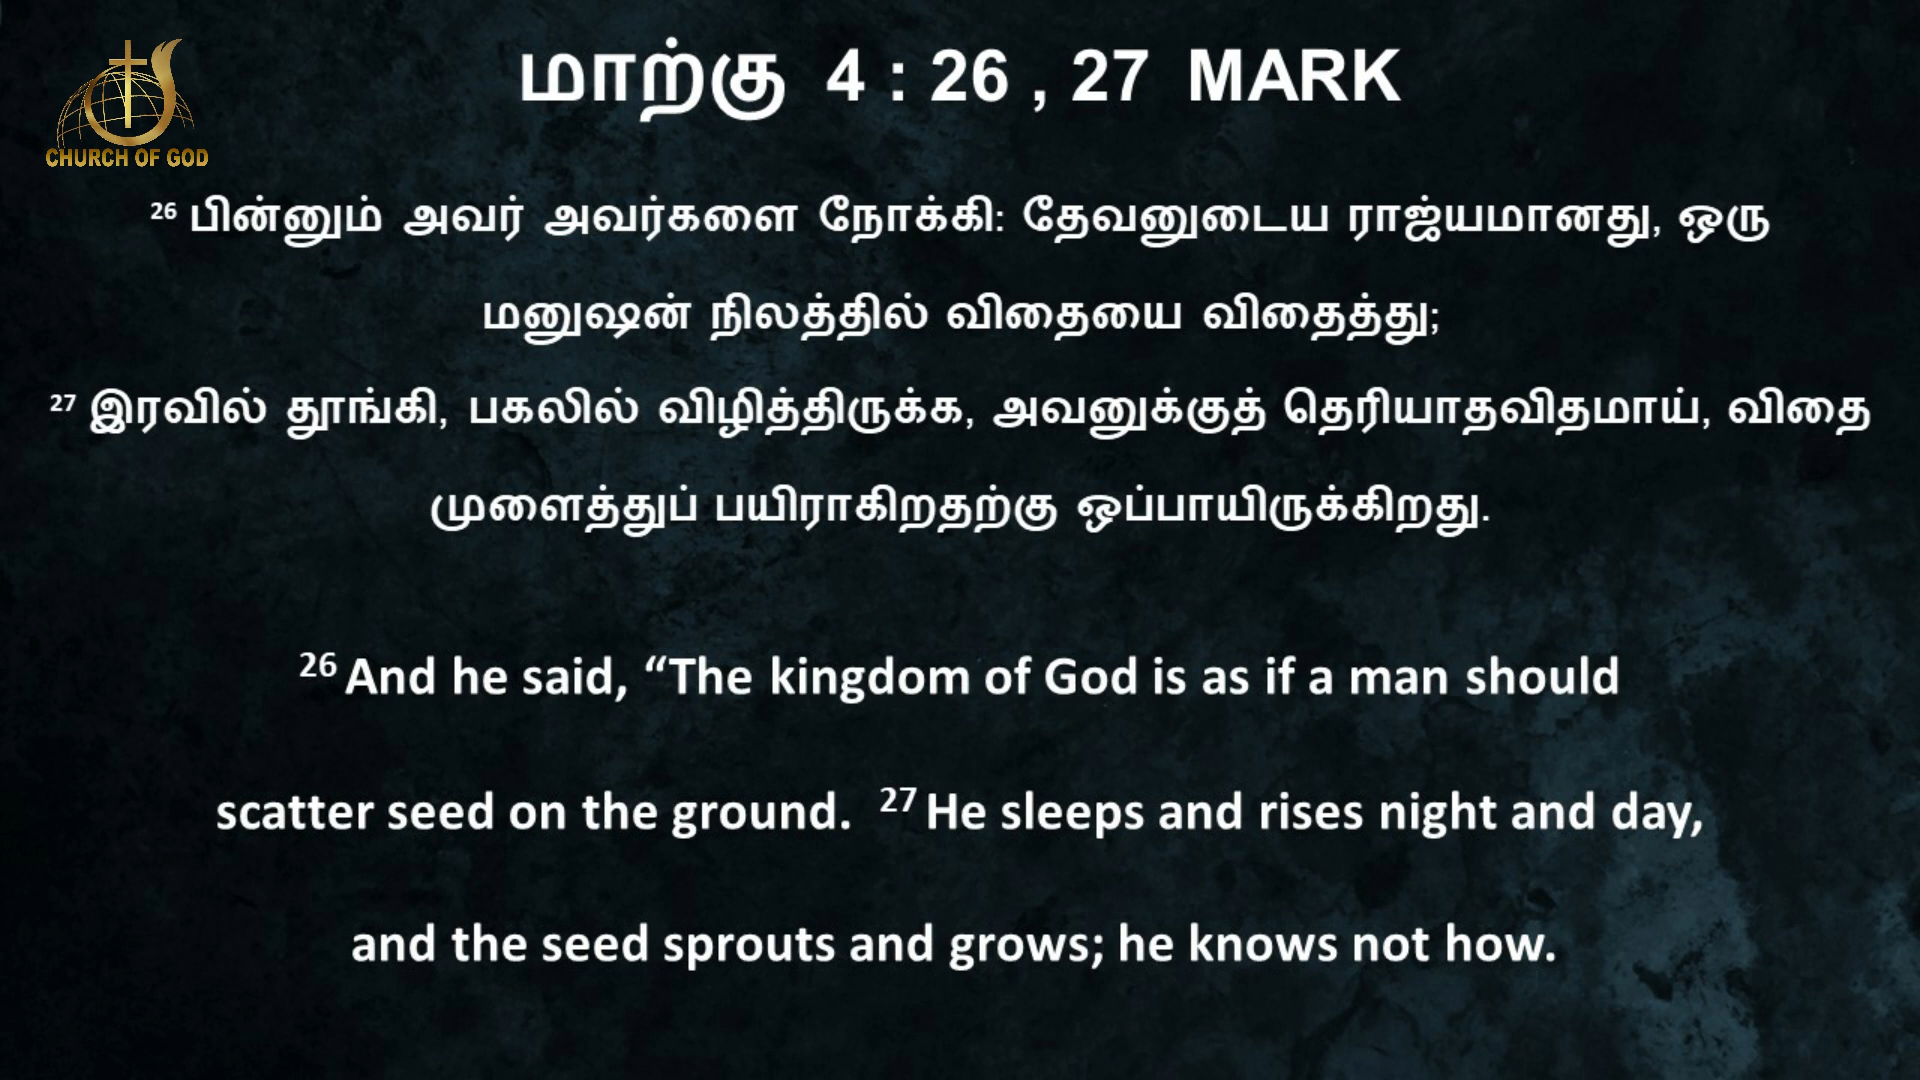 CHURCH OF GOD
மாற்கு 4 : 26 , 27 MARK
26 பின்னும் அவர் அவர்களை நோக்கி: தேவனுடைய ராஜ்யமானது, ஒரு
மனுஷன் நிலத்தில் விதையை விதைத்து;
27 இரவில் தூங்கி, பகலில் விழித்திருக்க, அவனுக்குத் தெரியாதவிதமாய், விதை
முளைத்துப் பயிராகிறதற்கு ஒப்பாயிருக்கிறது.
26 And he said, “The kingdom of God is as if a man should
scatter seed on the ground. 27 He sleeps and rises night and day,
and the seed sprouts and grows; he knows not how.